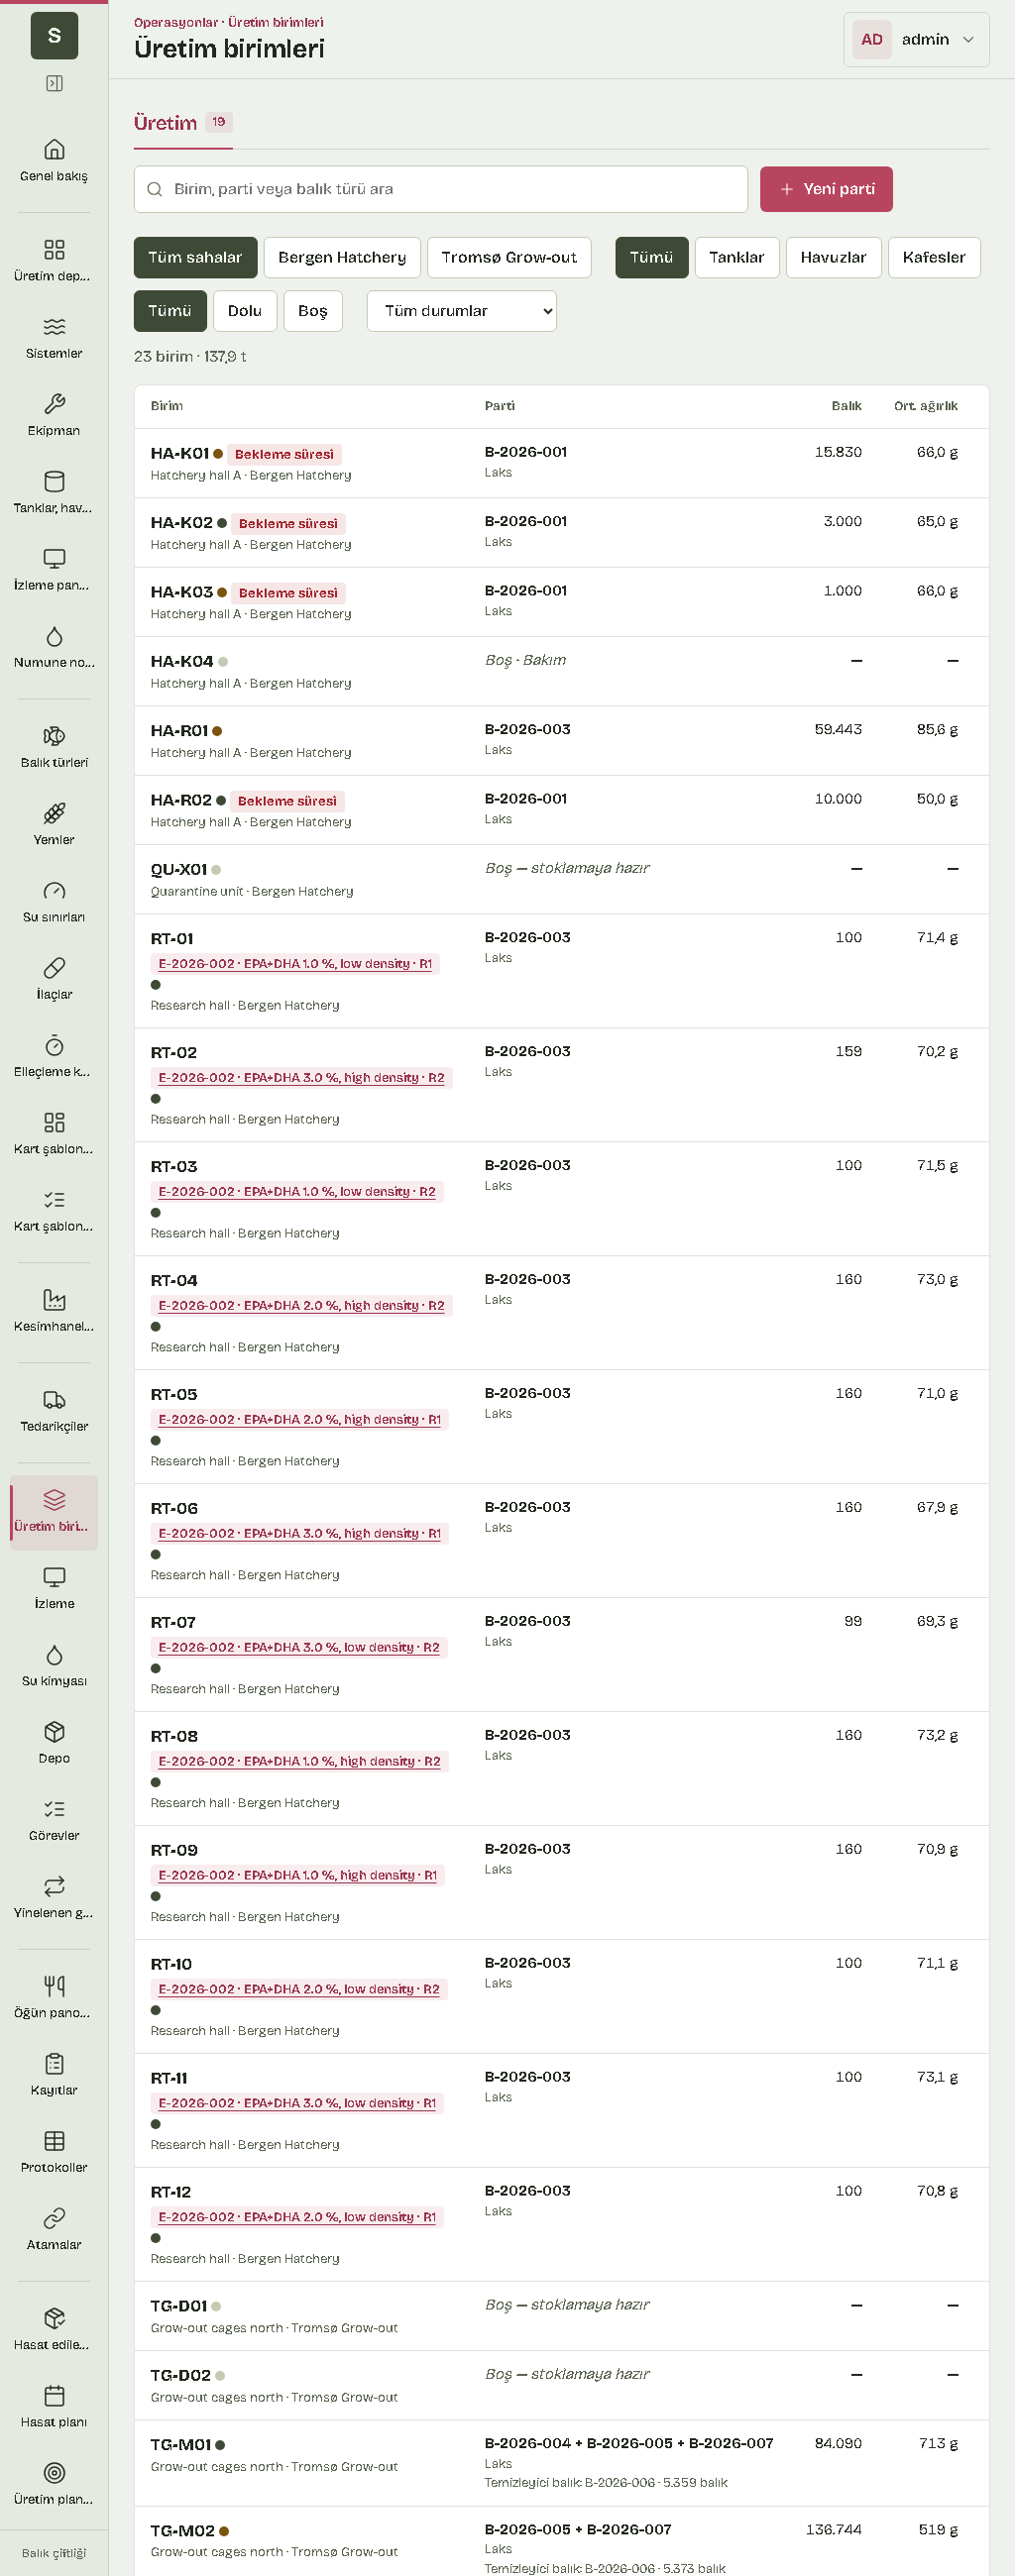 S
Genel bakış
Üretim dep...
Sistemler
Ekipman
Tanklar, hav...
İzleme pan...
Numune no...
Balık türleri
Yemler
Su sınırları
İlaçlar
Elleçleme k...
Kart şablon...
Kart şablon...
Kesimhanel...
Tedarikçiler
Üretim biri...
İzleme
Su kimyası
Depo
Görevler
Yinelenen g...
Öğün pano...
Kayıtlar
Protokoller
Atamalar
Hasat edile...
Hasat planı
Üretim plan...
Balık çiftliği
Operasyonlar · Üretim birimleri
Üretim birimleri
AD admin
Üretim 19
Birim, parti veya balık türü ara
Yeni parti
Tüm sahalar Bergen Hatchery Tromsø Grow-out Tümü Tanklar Havuzlar Kafesler
Tümü Dolu Boş Tüm durumlar
23 birim · 137,9 t
Birim Parti Balık Ort. ağırlık
HA-K01 Bekleme süresi B-2026-001 15.830 66,0 g
Hatchery hall A · Bergen Hatchery Laks
HA-K02 Bekleme süresi B-2026-001 3.000 65,0 g
Hatchery hall A · Bergen Hatchery Laks
HA-K03 Bekleme süresi B-2026-001 1.000 66,0 g
Hatchery hall A · Bergen Hatchery Laks
HA-K04 Boş · Bakım — —
Hatchery hall A · Bergen Hatchery
HA-R01 B-2026-003 59.443 85,6 g
Hatchery hall A · Bergen Hatchery Laks
HA-R02 Bekleme süresi B-2026-001 10.000 50,0 g
Hatchery hall A · Bergen Hatchery Laks
QU-X01 Boş — stoklamaya hazır — —
Quarantine unit · Bergen Hatchery
RT-01 B-2026-003 100 71,4 g
E-2026-002 · EPA+DHA 1.0 %, low density · R1 Laks
Research hall · Bergen Hatchery
RT-02 B-2026-003 159 70,2 g
E-2026-002 · EPA+DHA 3.0 %, high density · R2 Laks
Research hall · Bergen Hatchery
RT-03 B-2026-003 100 71,5 g
E-2026-002 · EPA+DHA 1.0 %, low density · R2 Laks
Research hall · Bergen Hatchery
RT-04 B-2026-003 160 73,0 g
E-2026-002 · EPA+DHA 2.0 %, high density · R2 Laks
Research hall · Bergen Hatchery
RT-05 B-2026-003 160 71,0 g
E-2026-002 · EPA+DHA 2.0 %, high density · R1 Laks
Research hall · Bergen Hatchery
RT-06 B-2026-003 160 67,9 g
E-2026-002 · EPA+DHA 3.0 %, high density · R1 Laks
Research hall · Bergen Hatchery
RT-07 B-2026-003 99 69,3 g
E-2026-002 · EPA+DHA 3.0 %, low density · R2 Laks
Research hall · Bergen Hatchery
RT-08 B-2026-003 160 73,2 g
E-2026-002 · EPA+DHA 1.0 %, high density · R2 Laks
Research hall · Bergen Hatchery
RT-09 B-2026-003 160 70,9 g
E-2026-002 · EPA+DHA 1.0 %, high density · R1 Laks
Research hall · Bergen Hatchery
RT-10 B-2026-003 100 71,1 g
E-2026-002 · EPA+DHA 2.0 %, low density · R2 Laks
Research hall · Bergen Hatchery
RT-11 B-2026-003 100 73,1 g
E-2026-002 · EPA+DHA 3.0 %, low density · R1 Laks
Research hall · Bergen Hatchery
RT-12 B-2026-003 100 70,8 g
E-2026-002 · EPA+DHA 2.0 %, low density · R1 Laks
Research hall · Bergen Hatchery
TG-D01 Boş — stoklamaya hazır — —
Grow-out cages north · Tromsø Grow-out
TG-D02 Boş — stoklamaya hazır — —
Grow-out cages north · Tromsø Grow-out
TG-M01 B-2026-004 + B-2026-005 + B-2026-007 84.090 713 g
Grow-out cages north · Tromsø Grow-out Laks
Temizleyici balık: B-2026-006 · 5.359 balık
TG-M02 B-2026-005 + B-2026-007 136.744 519 g
Grow-out cages north · Tromsø Grow-out Laks
Temizleyici balık: B-2026-006 · 5.373 balık